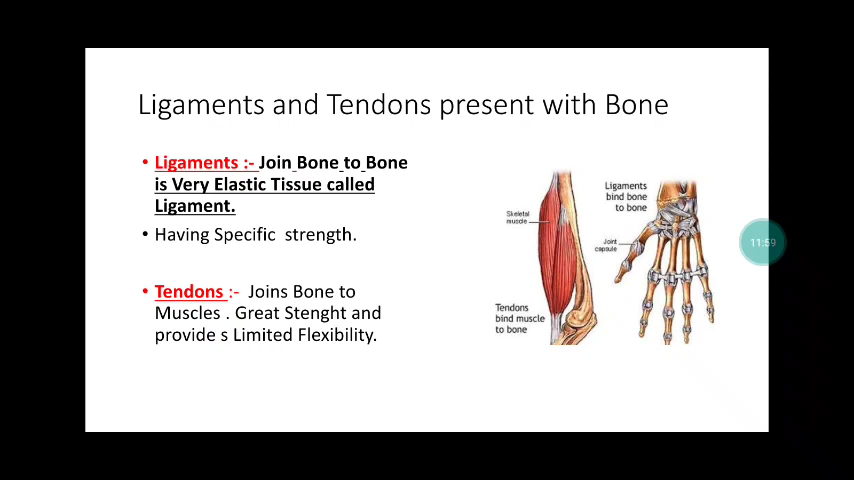 Ligaments and Tendons present with Bone
• Ligaments :- Join Bone to Bone
is Very Elastic Tissue called
Ligament.
• Having Specific  strength.
• Tendons :-  Joins Bone to
Muscles . Great Stenght and
provide s Limited Flexibility.
Skeletal
muscle
Tendons
bind muscle
to bone
Ligaments
bind bone
to bone
Joint
capsule
11:59